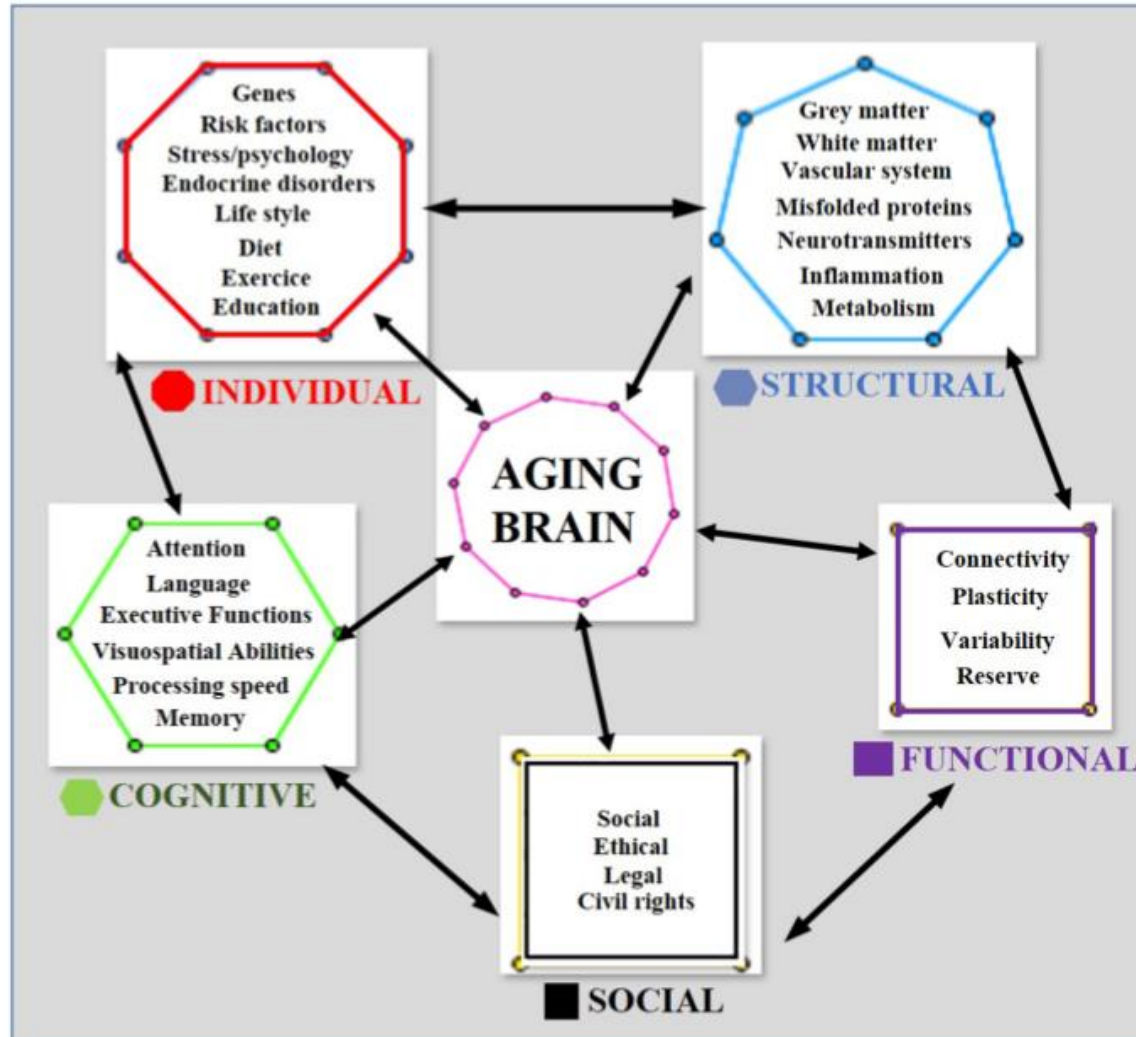 Genes
Risk factors
Stress/psychology
Endocrine disorders
Life style
Diet
Exercice
Education
INDIVIDUAL
Grey matter
White matter
Vascular system
Misfolded proteins
Neurotransmitters
Inflammation
Metabolism
STRUCTURAL
AGING
BRAIN
Attention
Language
Executive Functions
Visuospatial Abilities
Processing speed
Memory
COGNITIVE
Connectivity
Plasticity
Variability
Reserve
FUNCTIONAL
Social
Ethical
Legal
Civil rights
SOCIAL